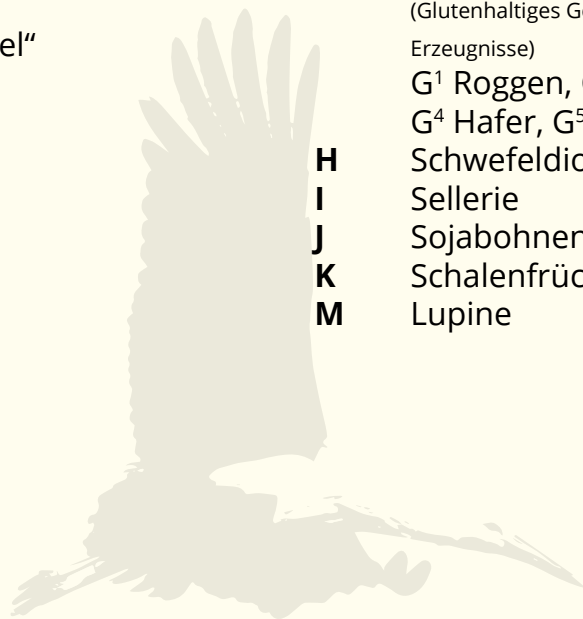 el“
(Glutenhaltiges G
Erzeugnisse)
G¹ Roggen,
G⁴ Hafer, G⁵
H Schwefeldio
I Sellerie
J Sojabohnen
K Schalenfrüc
M Lupine